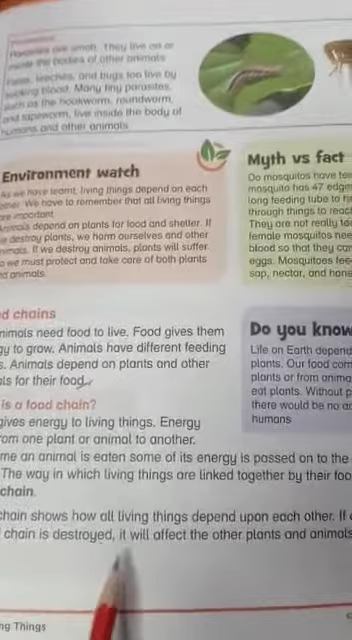 Parasites are small. They live on or
inside the bodies of other animals
leeches, and bugs too live by
sucking blood. Many tiny parasites,
such as the hookworm, roundworm,
and tapeworm, live inside the body of
humans and other animals.
Environment watch
As we have learnt, living things depend on each
other. We have to remember that all living things
are important
Animals depend on plants for food and shelter. If
we destroy plants, we harm ourselves and other
animals. If we destroy animals, plants will suffer.
So we must protect and take care of both plants
and animals.
Myth vs fact
Do mosquitos have tee
mosquito has 47 edges
long feeding tube to h
through things to reac
They are not really te
female mosquitos nee
blood so that they can
eggs. Mosquitoes fee
sap, nectar, and hone
d chains
nimals need food to live. Food gives them
gy to grow. Animals have different feeding
s. Animals depend on plants and other
als for their food.
is a food chain?
gives energy to living things. Energy
rom one plant or animal to another.
me an animal is eaten some of its energy is passed on to the
The way in which living things are linked together by their foo
chain.
chain shows how all living things depend upon each other. If
chain is destroyed, it will affect the other plants and animals
Do you know
Life on Earth depend
plants. Our food com
plants or from anima
eat plants. Without p
there would be no an
humans
ng Things